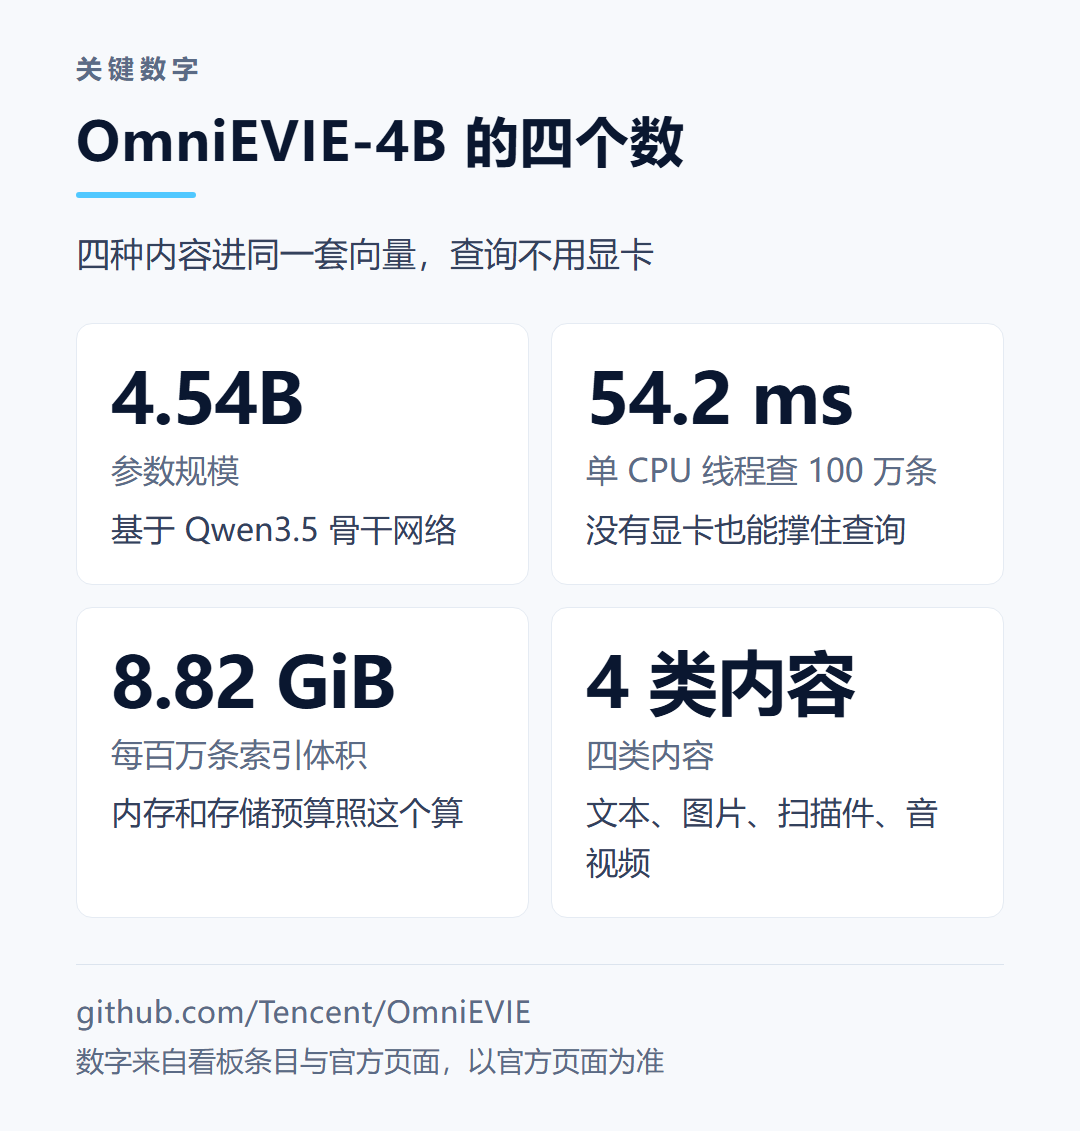 关键数字
OmniEVIE-4B 的四个数
四种内容进同一套向量，查询不用显卡
4.54B
参数规模
基于 Qwen3.5 骨干网络
54.2 ms
单 CPU 线程查 100 万条
没有显卡也能撑住查询
8.82 GiB
每百万条索引体积
内存和存储预算照这个算
4 类内容
四类内容
文本、图片、扫描件、音
视频
github.com/Tencent/OmniEVIE
数字来自看板条目与官方页面，以官方页面为准